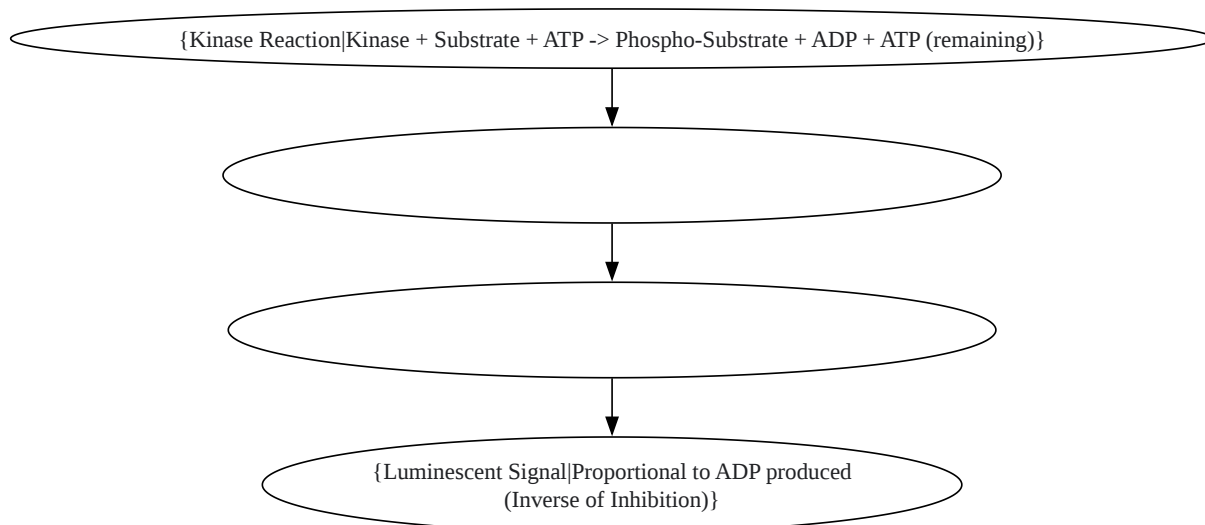 {Kinase Reaction|Kinase + Substrate + ATP -> Phospho-Substrate + ADP + ATP (remaining)}
{Luminescent Signal|Proportional to ADP produced
(Inverse of Inhibition)}